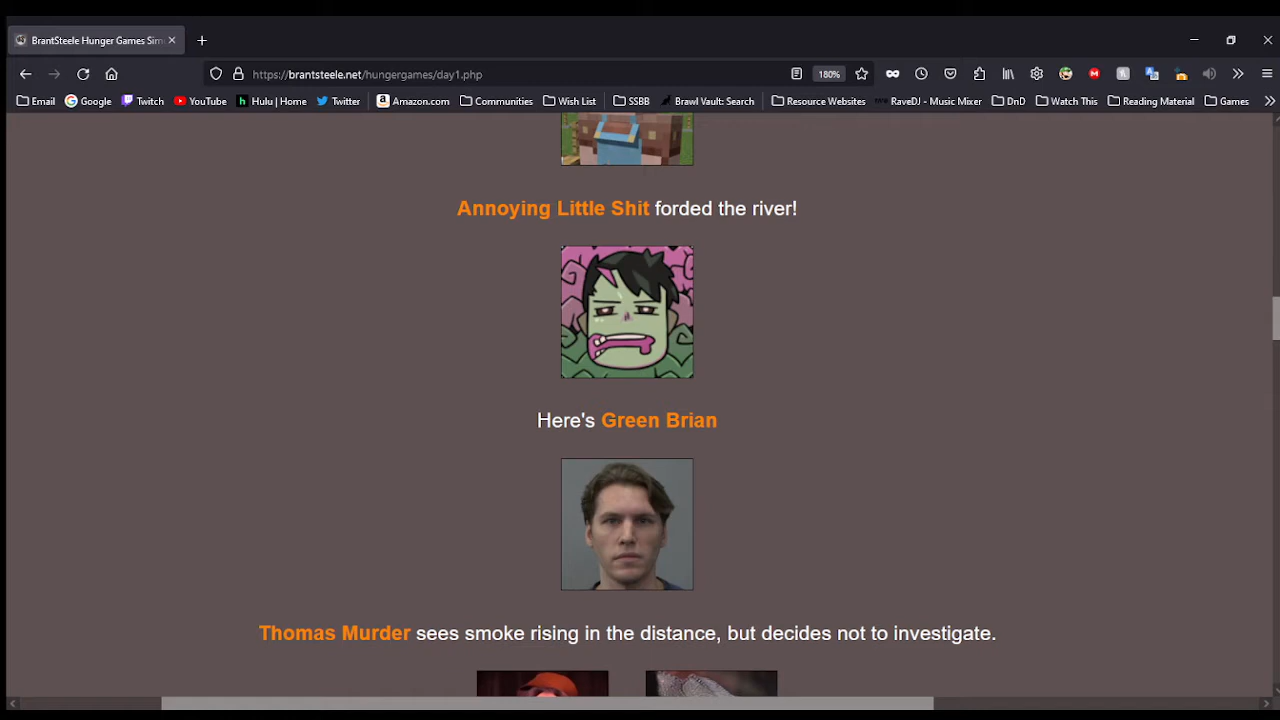 BrantSteele Hunger Games Sim
https://brantsteele.net/hungergames/day1.php
180%
Email
Google
Twitch
YouTube
Hulu | Home
Twitter
Amazon.com
Communities
Wish List
SSBB
Brawl Vault: Search
Resource Websites
RaveDJ - Music Mixer
DnD
Watch This
Reading Material
Games
Annoying Little Shit forded the river!
Here's Green Brian
Thomas Murder sees smoke rising in the distance, but decides not to investigate.